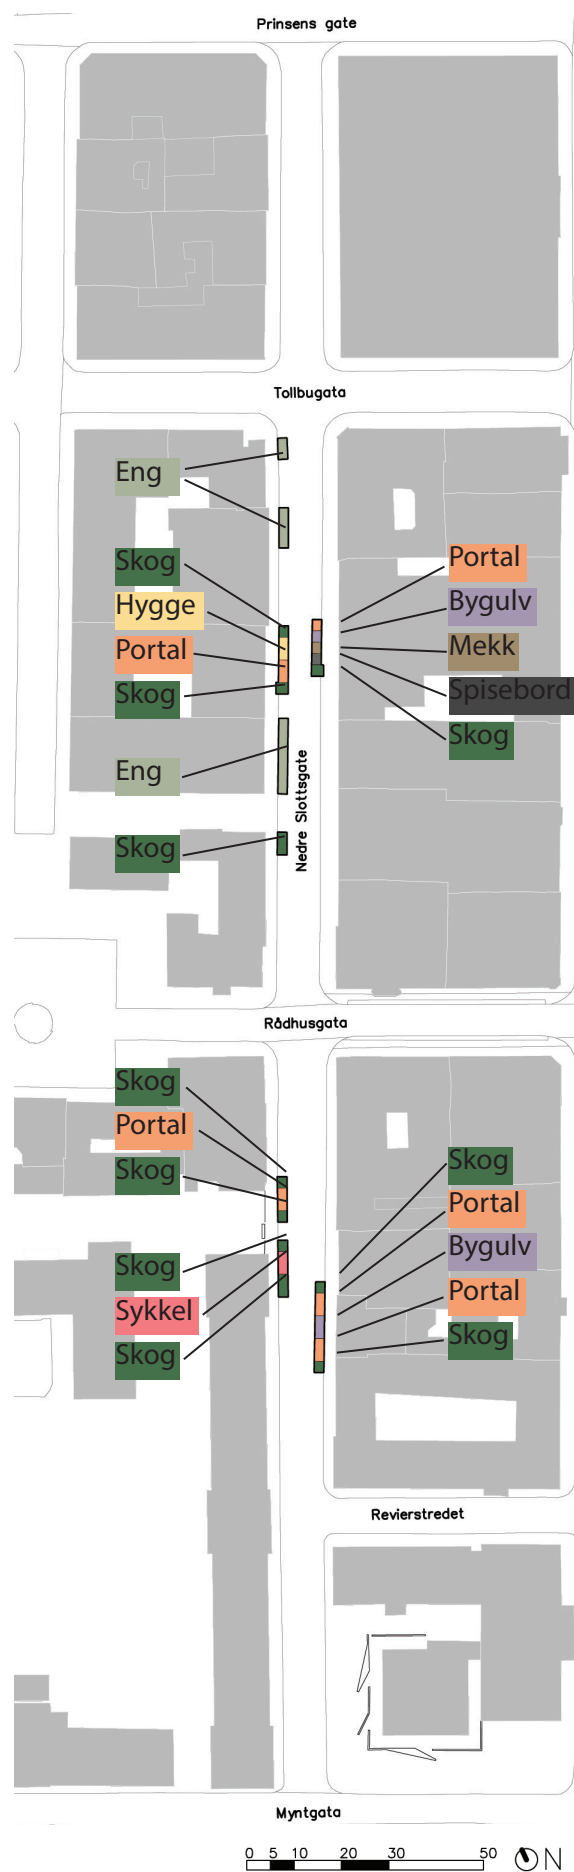 Prinsens gate
Tollbugata
Eng
Skog
Hygge
Portal
Skog
Eng
Skog
Portal
Bygulv
Mekk
Spisebord
Skog
Nedre Slottsgate
Rådhusgata
Skog
Portal
Skog
Skog
Sykkel
Skog
Skog
Portal
Bygulv
Portal
Skog
Revierstredet
Myntgata
0 5 10 20 30 50 N